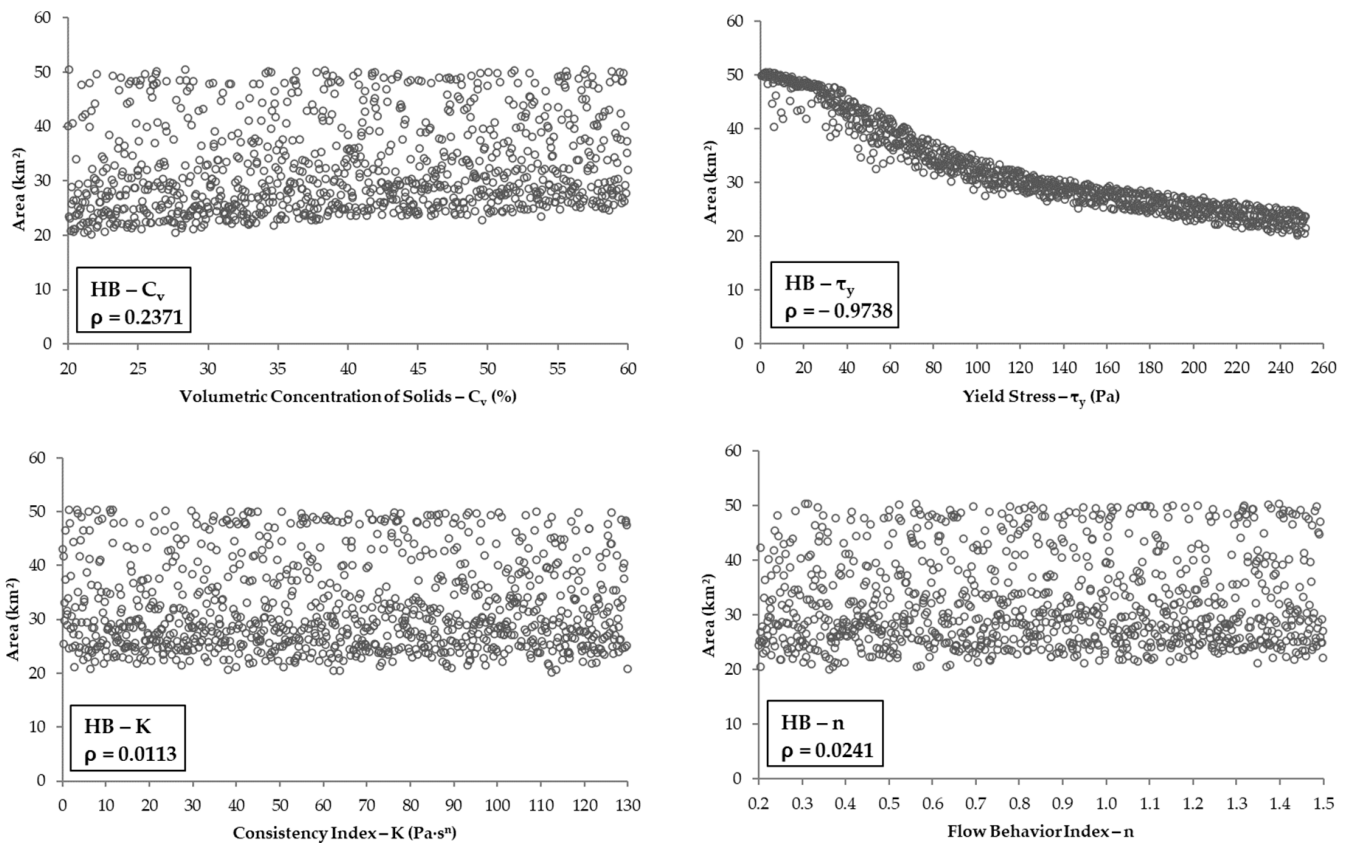 60
50
40
30
20
10
0
Area (km²)
HB – Cᵥ
ρ = 0.2371
20 25 30 35 40 45 50 55 60
Volumetric Concentration of Solids – Cᵥ (%)
60
50
40
30
20
10
0
Area (km²)
HB – τy
ρ = – 0.9738
0 20 40 60 80 100 120 140 160 180 200 220 240 260
Yield Stress – τy (Pa)
60
50
40
30
20
10
0
Area (km²)
HB – K
ρ = 0.0113
0 10 20 30 40 50 60 70 80 90 100 110 120 130
Consistency Index – K (Pa·sⁿ)
60
50
40
30
20
10
0
Area (km²)
HB – n
ρ = 0.0241
0.2 0.3 0.4 0.5 0.6 0.7 0.8 0.9 1.0 1.1 1.2 1.3 1.4 1.5
Flow Behavior Index – n